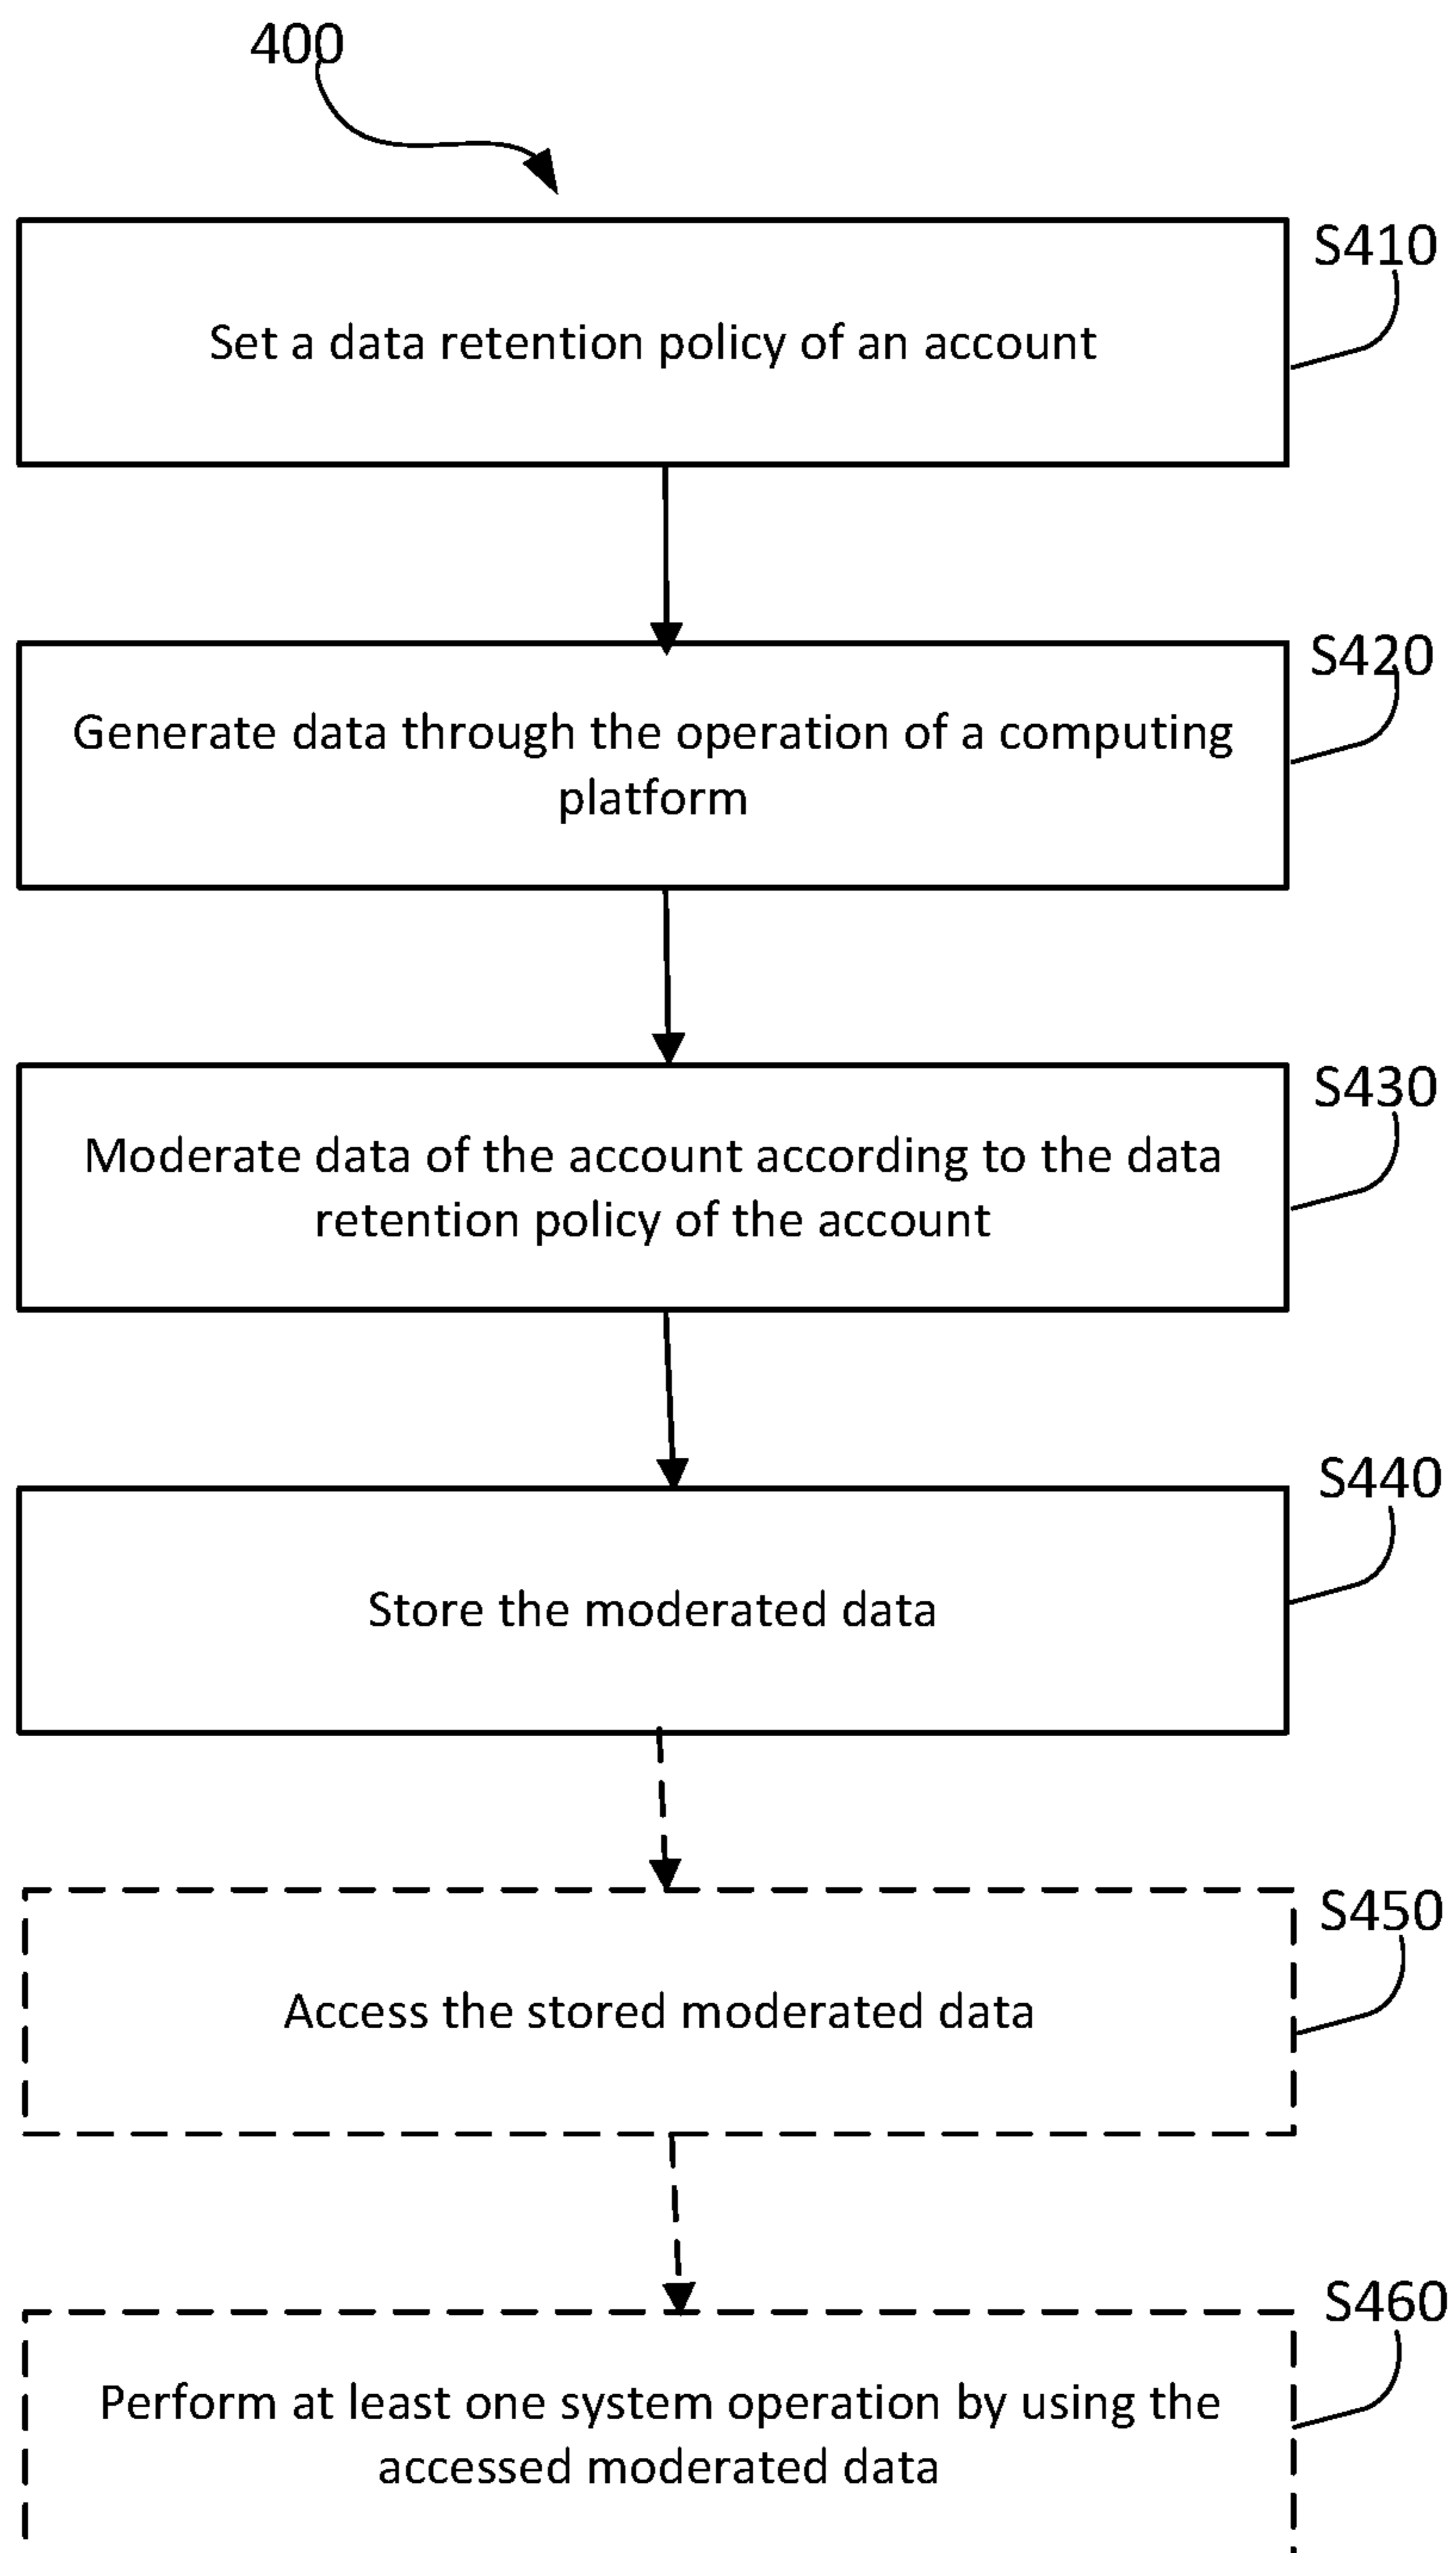 400
S410
Set a data retention policy of an account
S420
Generate data through the operation of a computing
platform
S430
Moderate data of the account according to the data
retention policy of the account
S440
Store the moderated data
S450
Access the stored moderated data
S460
Perform at least one system operation by using the
accessed moderated data